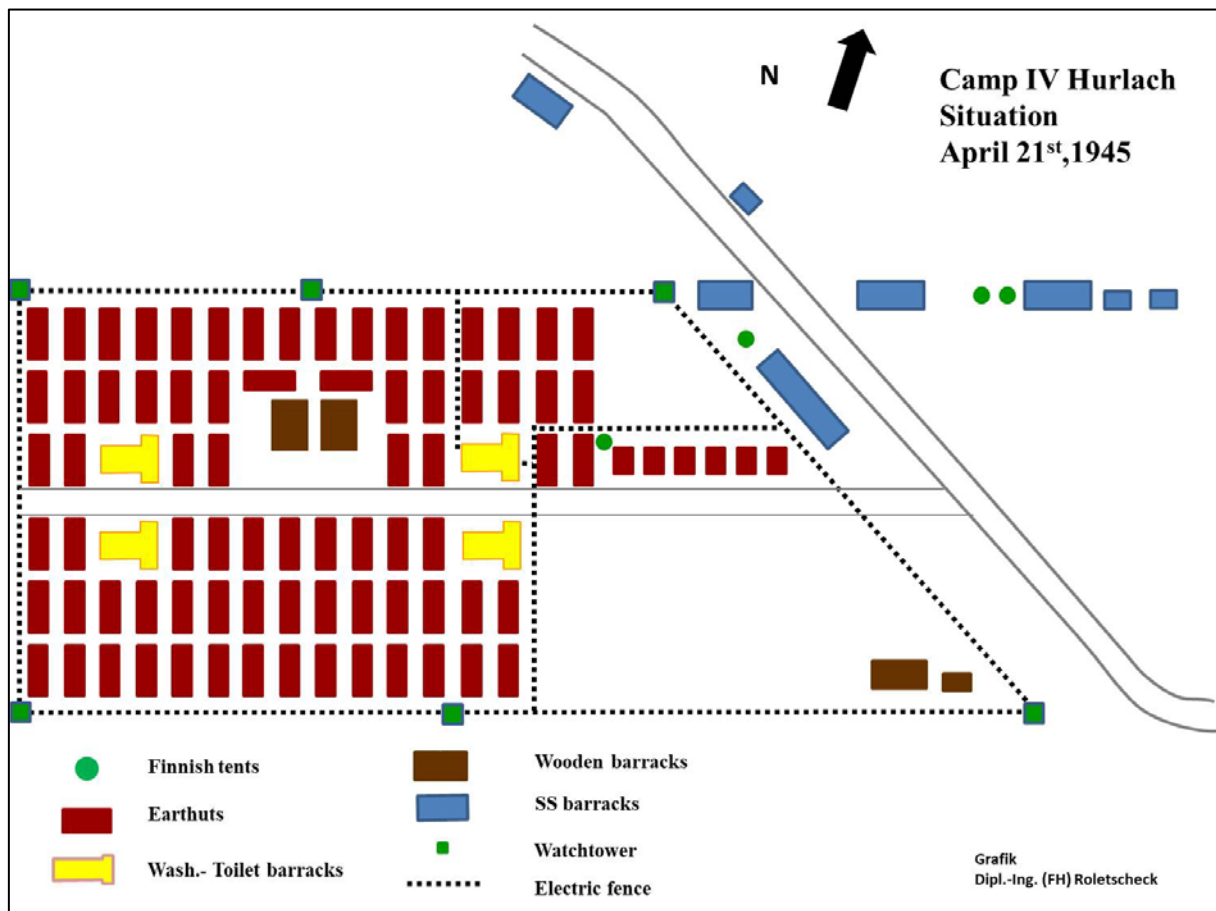 N
Camp IV Hurlach
Situation
April 21st,1945
Finnish tents
Earthuts
Wash.- Toilet barracks
Wooden barracks
SS barracks
Watchtower
Electric fence
Grafik
Dipl.-Ing. (FH) Roletscheck